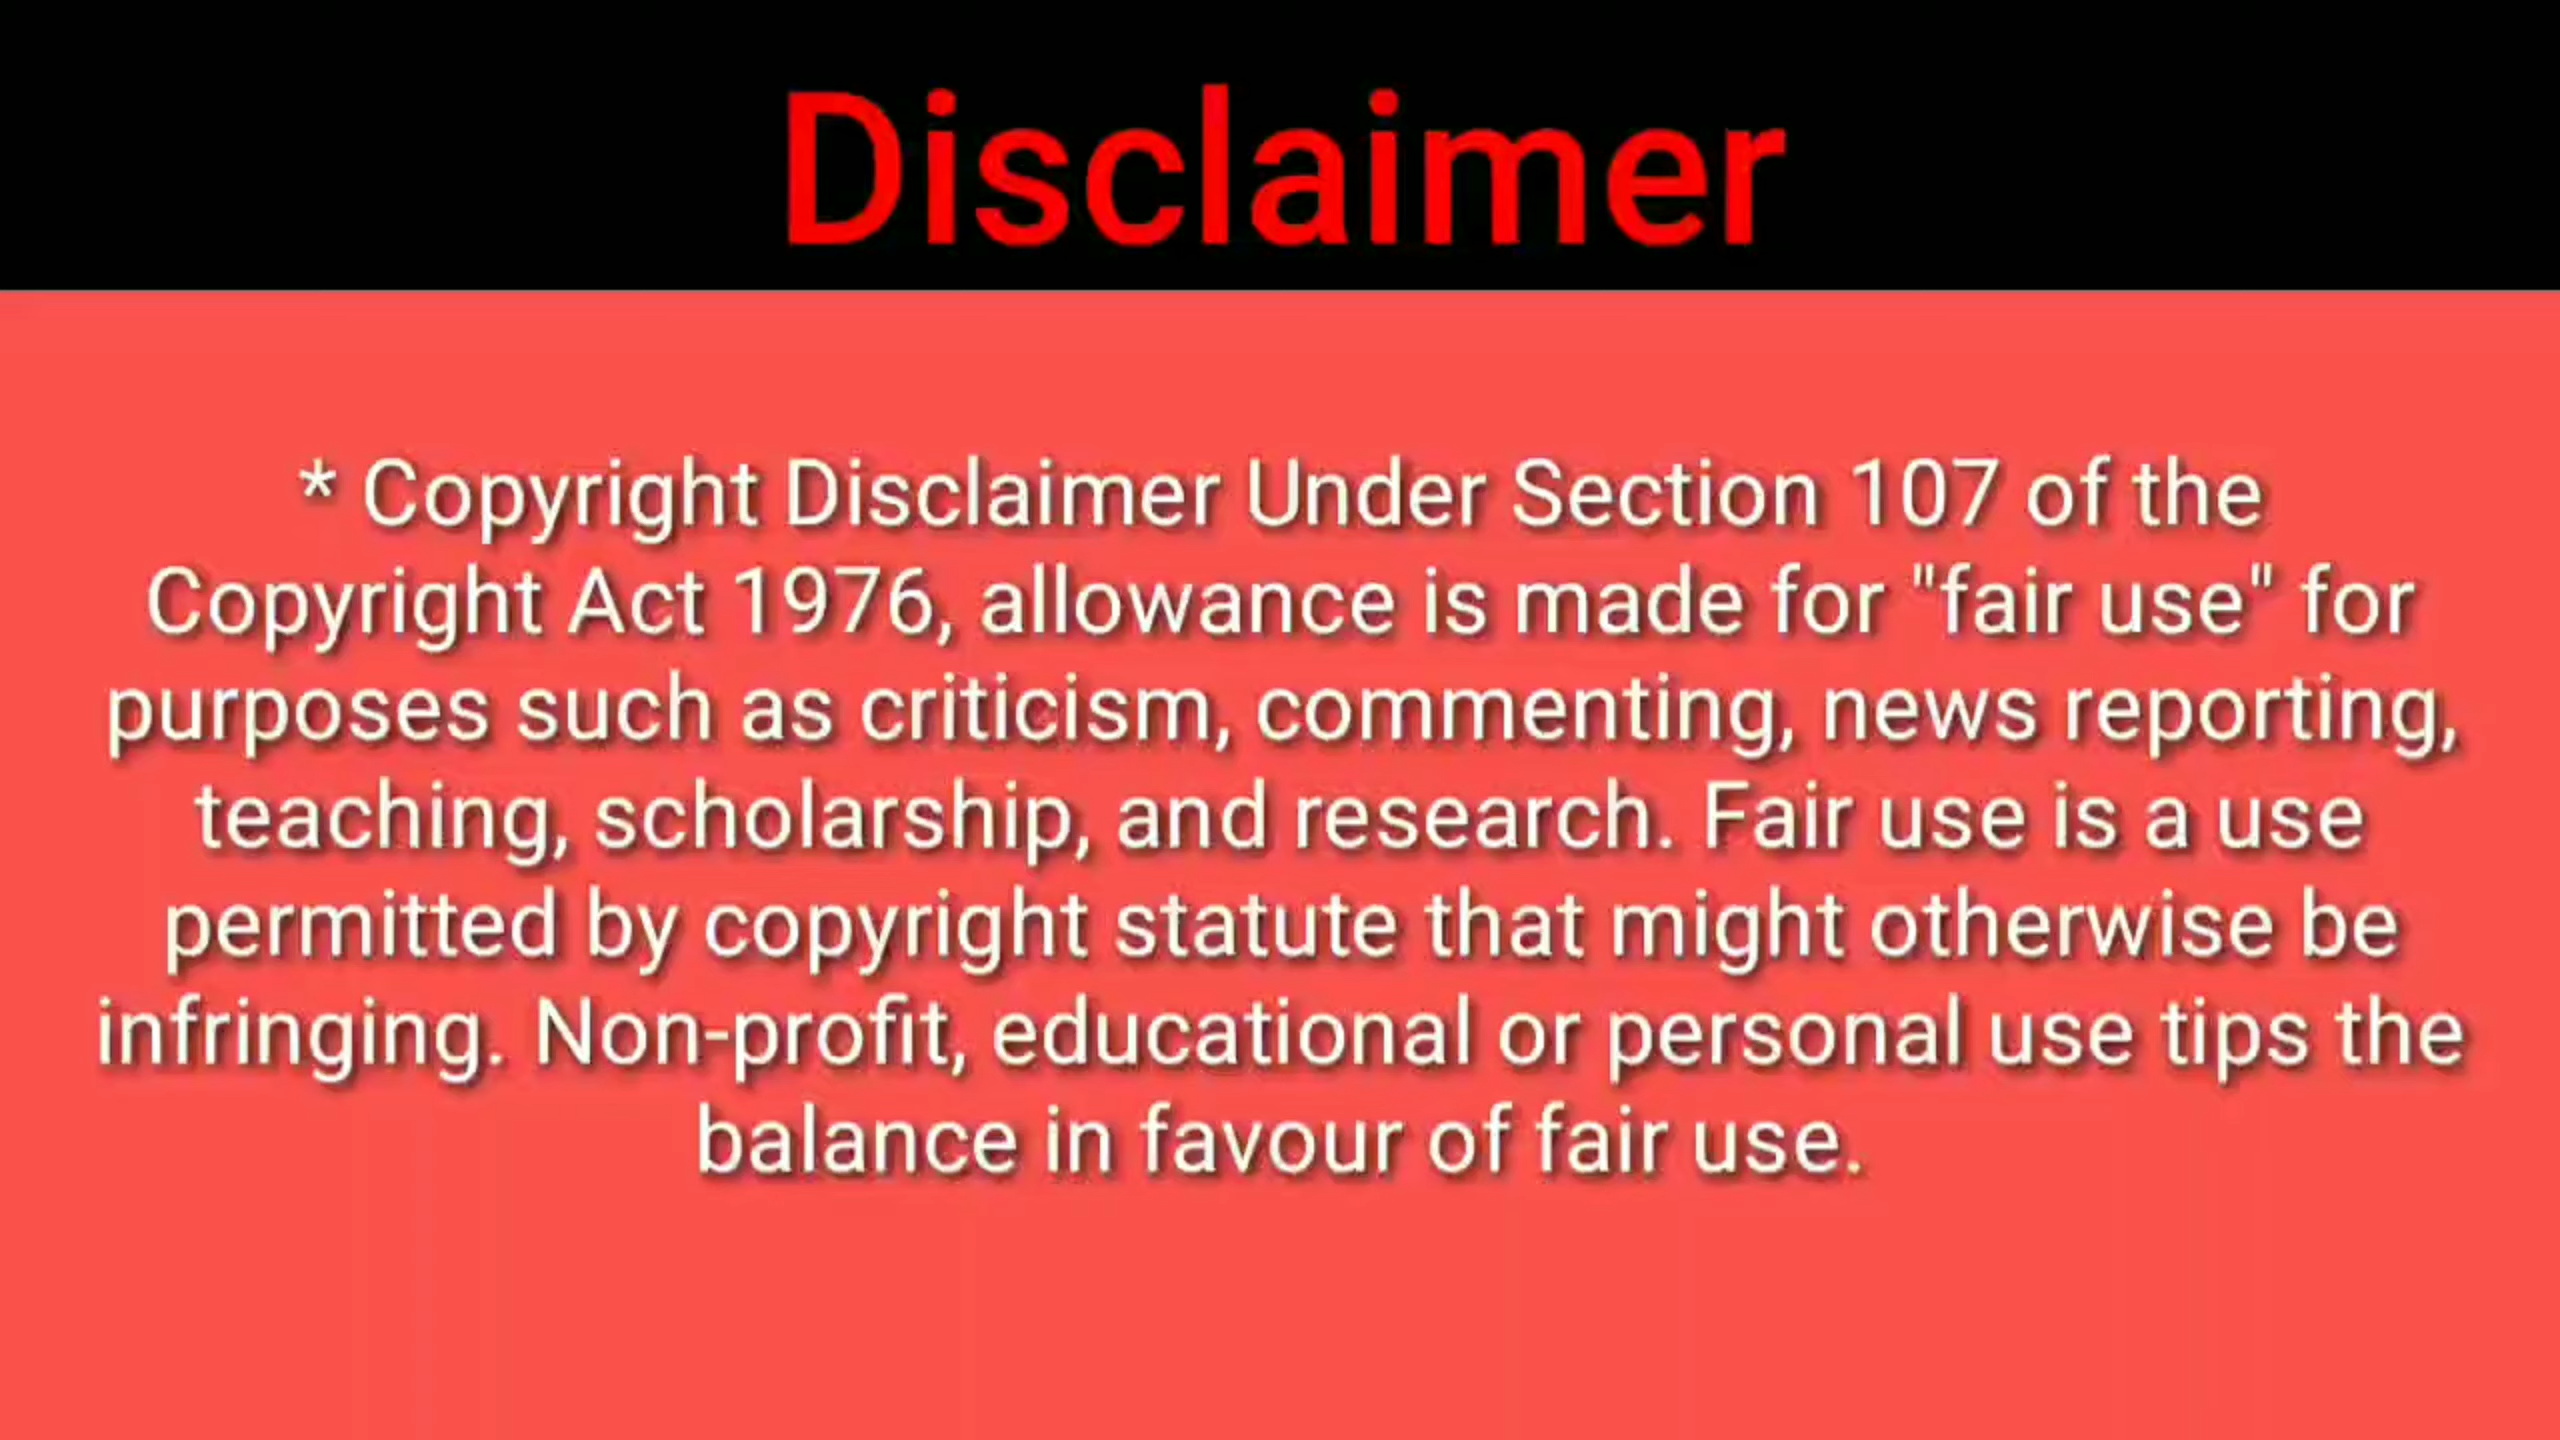 Disclaimer
* Copyright Disclaimer Under Section 107 of the
Copyright Act 1976, allowance is made for "fair use" for
purposes such as criticism, commenting, news reporting,
teaching, scholarship, and research. Fair use is a use
permitted by copyright statute that might otherwise be
infringing. Non-profit, educational or personal use tips the
balance in favour of fair use.